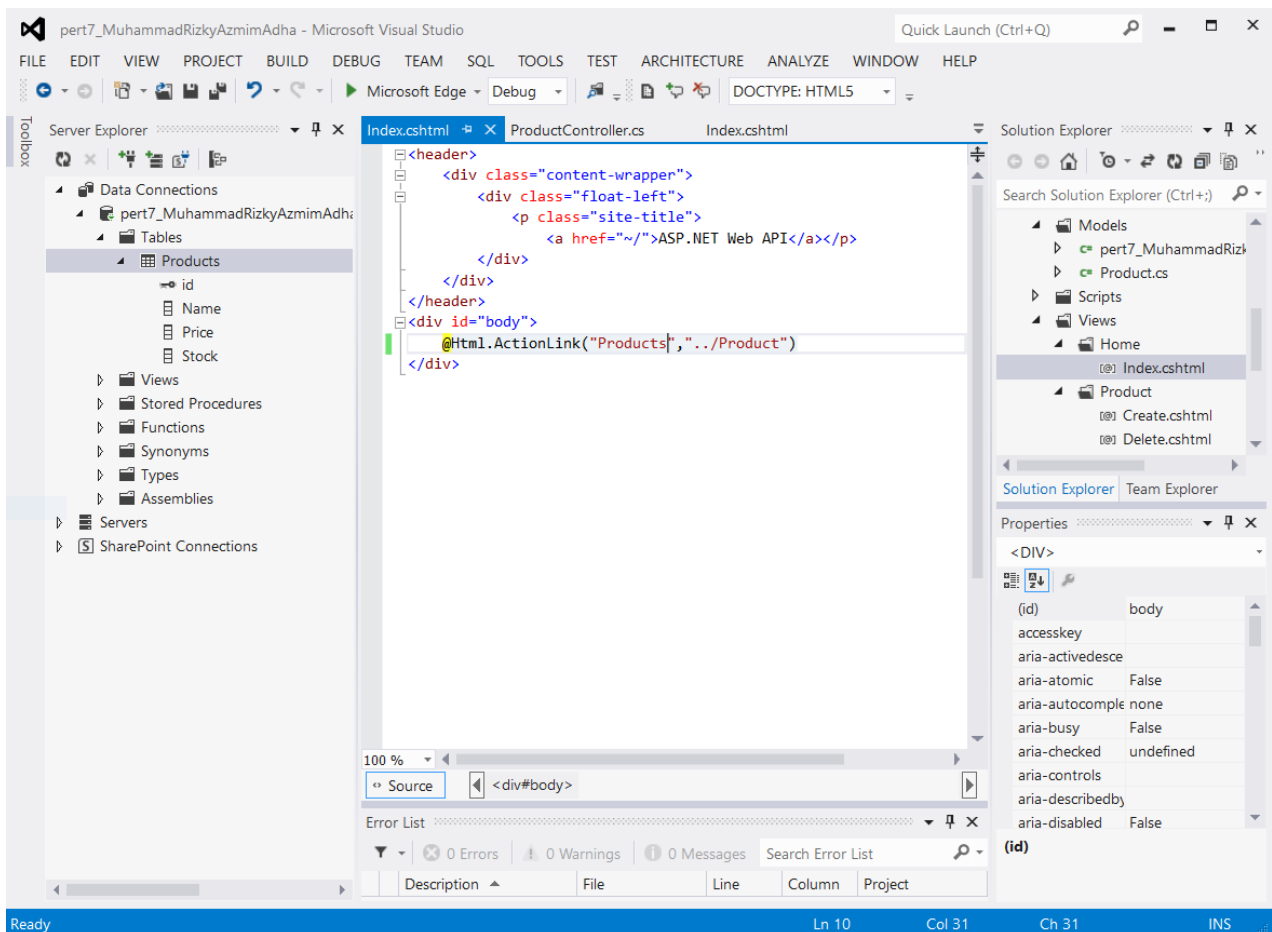 pert7_MuhammadRizkyAzmimAdha - Microsoft Visual Studio
Quick Launch (Ctrl+Q)
FILE EDIT VIEW PROJECT BUILD DEBUG TEAM SQL TOOLS TEST ARCHITECTURE ANALYZE WINDOW HELP
Microsoft Edge Debug DOCTYPE: HTML5
Toolbox
Server Explorer
Data Connections
pert7_MuhammadRizkyAzmimAdha
Tables
Products
id
Name
Price
Stock
Views
Stored Procedures
Functions
Synonyms
Types
Assemblies
Servers
SharePoint Connections
Index.cshtml ProductController.cs Index.cshtml
<header>
<div class="content-wrapper">
<div class="float-left">
<p class="site-title">
<a href="~/">ASP.NET Web API</a></p>
</div>
</div>
</header>
<div id="body">
@Html.ActionLink("Products","../Product")
</div>
100 %
Source <div#body>
Error List
0 Errors 0 Warnings 0 Messages Search Error List
Description File Line Column Project
Solution Explorer
Search Solution Explorer (Ctrl+;)
Models
pert7_MuhammadRizk
Product.cs
Scripts
Views
Home
Index.cshtml
Product
Create.cshtml
Delete.cshtml
Solution Explorer Team Explorer
Properties
<DIV>
(id) body
accesskey
aria-activedesce
aria-atomic False
aria-autocomple none
aria-busy False
aria-checked undefined
aria-controls
aria-describedby
aria-disabled False
(id)
Ready Ln 10 Col 31 Ch 31 INS